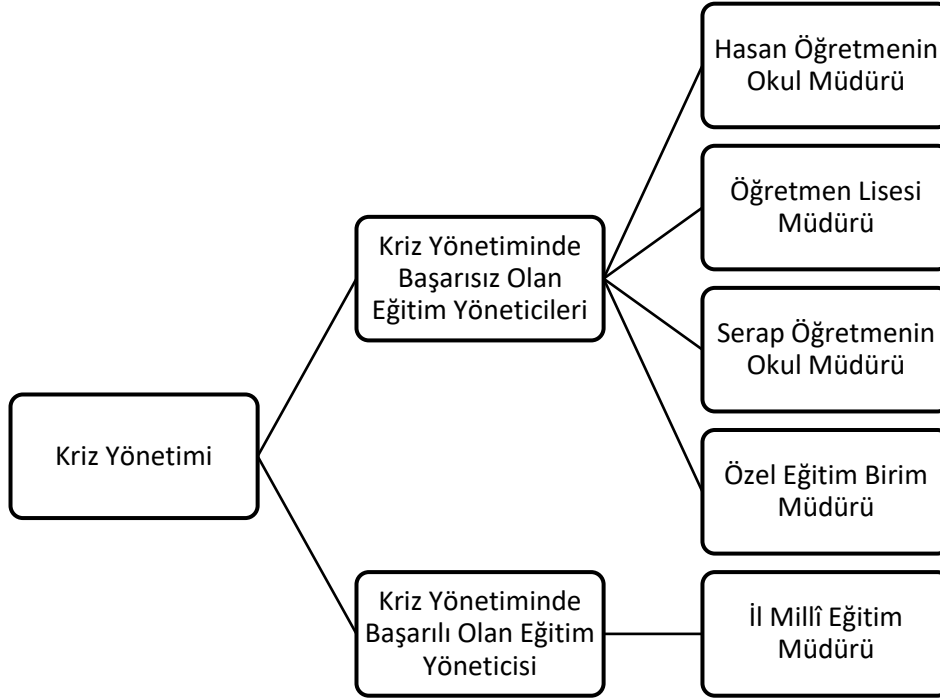 Kriz Yönetimi
Kriz Yönetiminde
Başarısız Olan
Eğitim Yöneticileri
Hasan Öğretmenin
Okul Müdürü
Öğretmen Lisesi
Müdürü
Serap Öğretmenin
Okul Müdürü
Özel Eğitim Birim
Müdürü
Kriz Yönetiminde
Başarılı Olan Eğitim
Yöneticisi
İl Millî Eğitim
Müdürü